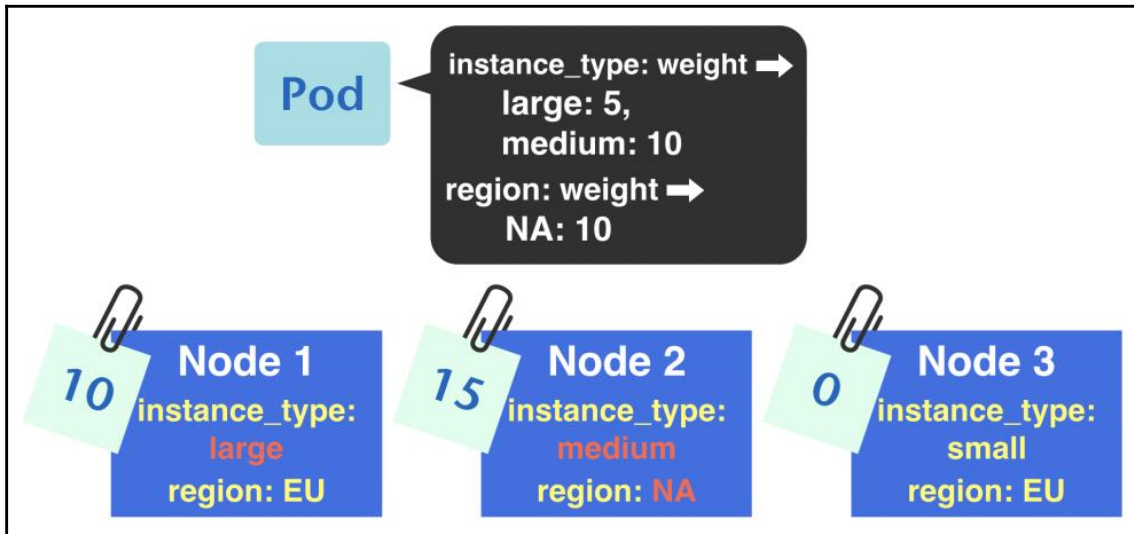 Pod
instance_type: weight ➡
large: 5,
medium: 10
region: weight ➡
NA: 10
10
Node 1
instance_type:
large
region: EU
15
Node 2
instance_type:
medium
region: NA
0
Node 3
instance_type:
small
region: EU